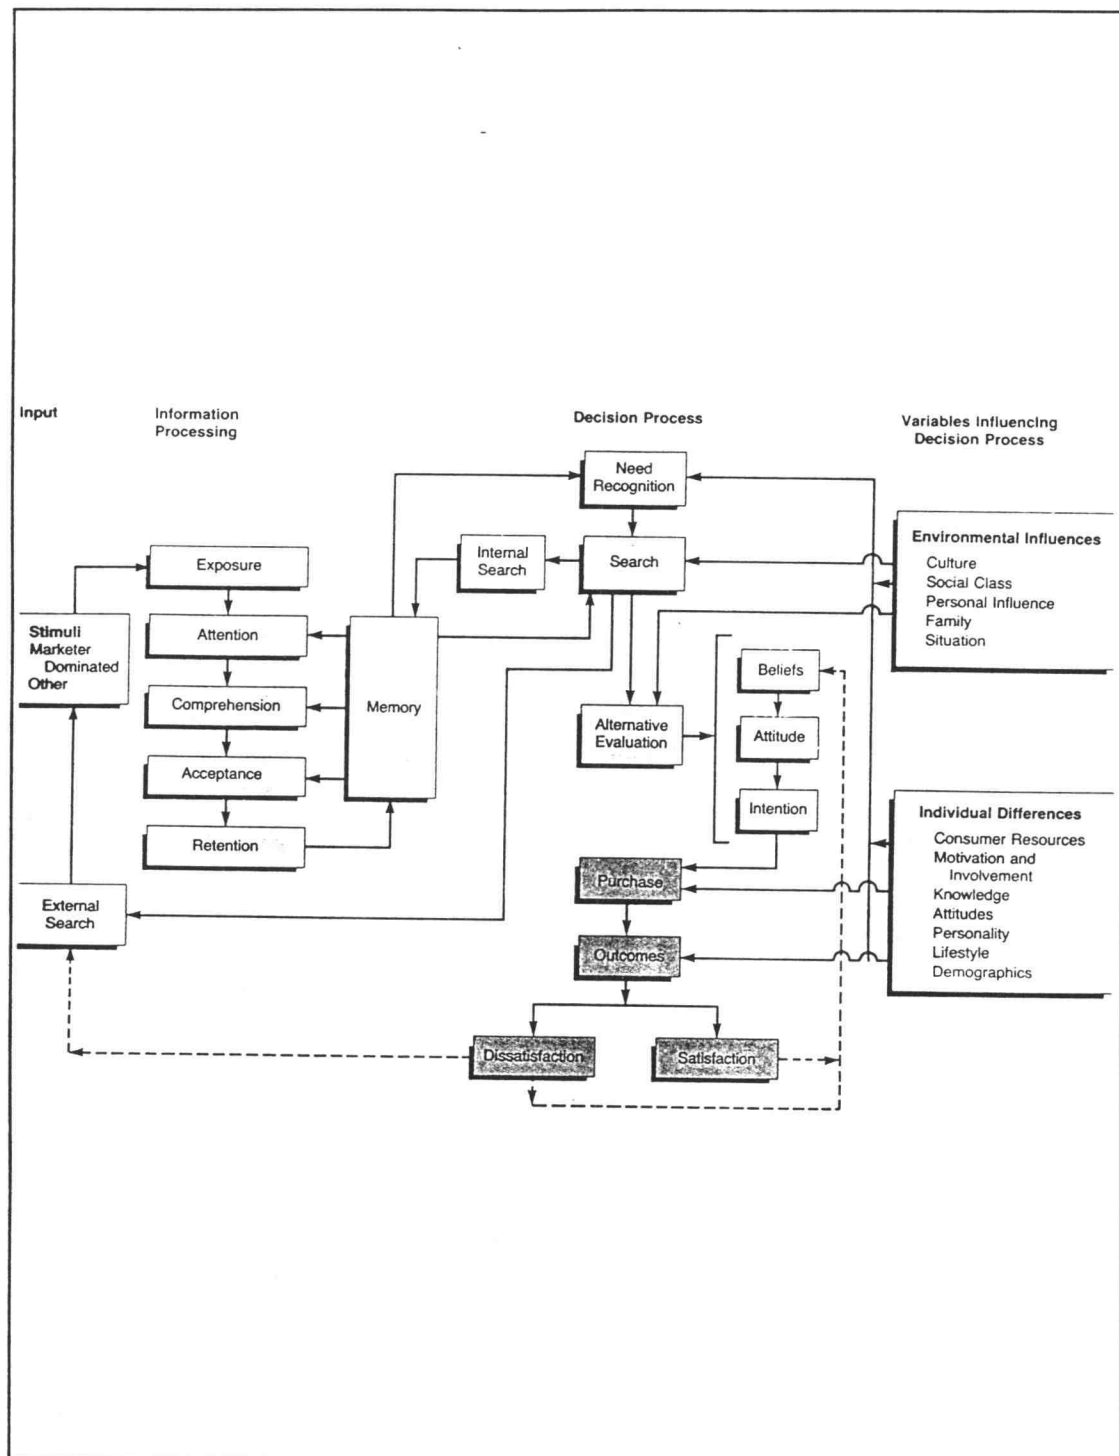 Input
Information
Processing
Decision Process
Variables Influencing
Decision Process
Need
Recognition
Internal
Search
Search
Exposure
Attention
Comprehension
Acceptance
Retention
Memory
Stimuli
Marketer
Dominated
Other
External
Search
Alternative
Evaluation
Beliefs
Attitude
Intention
Purchase
Outcomes
Dissatisfaction
Satisfaction
Environmental Influences
Culture
Social Class
Personal Influence
Family
Situation
Individual Differences
Consumer Resources
Motivation and
Involvement
Knowledge
Attitudes
Personality
Lifestyle
Demographics